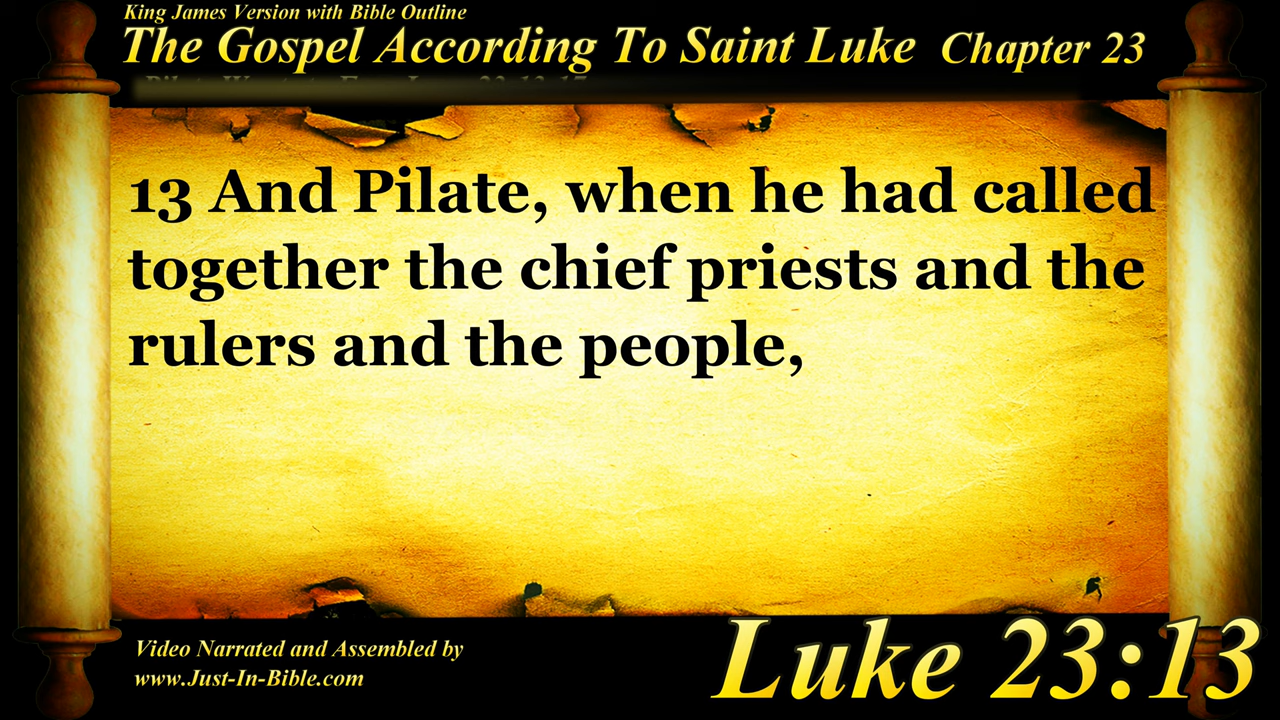 King James Version with Bible Outline
The Gospel According To Saint Luke Chapter 23
13 And Pilate, when he had called
together the chief priests and the
rulers and the people,
Video Narrated and Assembled by
www.Just-In-Bible.com
Luke 23:13